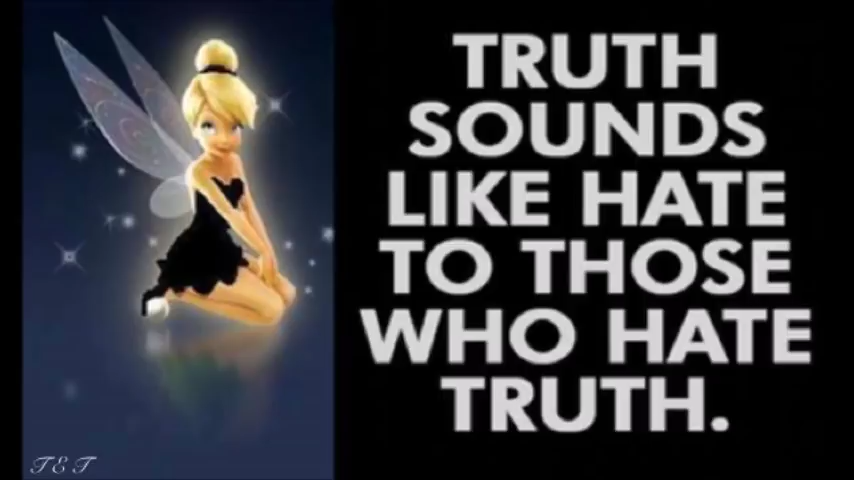 TRUTH
SOUNDS
LIKE HATE
TO THOSE
WHO HATE
TRUTH.
T&T